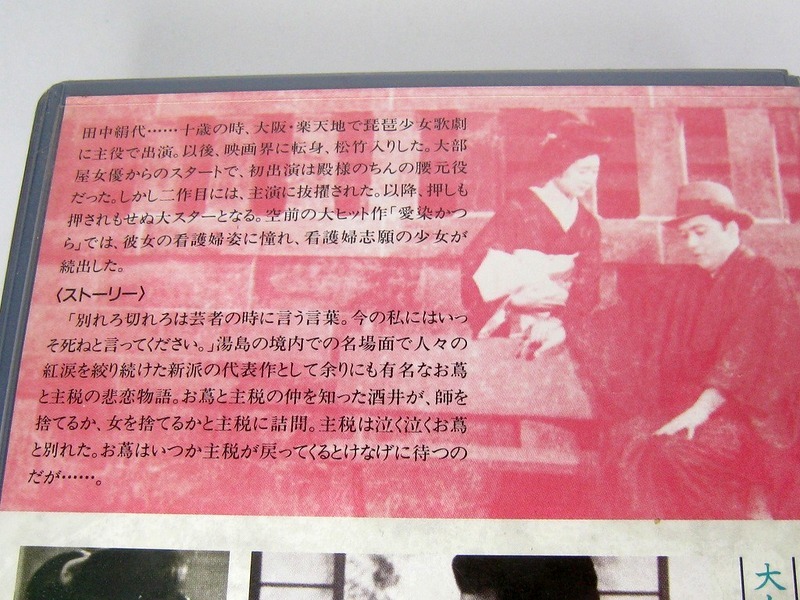 田中絹代……十歳の時、大阪・楽天地で琵琶少女歌劇
に主役で出演。以後、映画界に転身、松竹入りした。大部
屋女優からのスタートで、初出演は殿様のちんの腰元役
だった。しかし二作目には、主演に抜擢された。以降、押しも
押されもせぬ大スターとなる。空前の大ヒット作「愛染かつ
ら」では、彼女の看護婦姿に憧れ、看護婦志願の少女が
続出した。
〈ストーリー〉
「別れろ切れろは芸者の時に言う言葉。今の私にはいっ
そ死ねと言ってください。」湯島の境内での名場面で人々の
紅涙を絞り続けた新派の代表作として余りにも有名なお蔦
と主税の悲恋物語。お蔦と主税の仲を知った酒井が、師を
捨てるか、女を捨てるかと主税に詰問。主税は泣く泣くお蔦
と別れた。お蔦はいつか主税が戻ってくるとけなげに待つの
だが……。
大